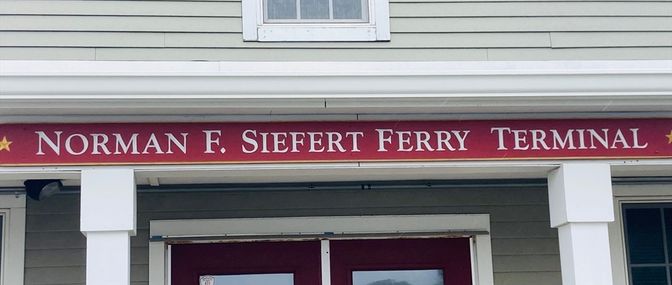 NORMAN F. SIEFERT FERRY TERMINAL